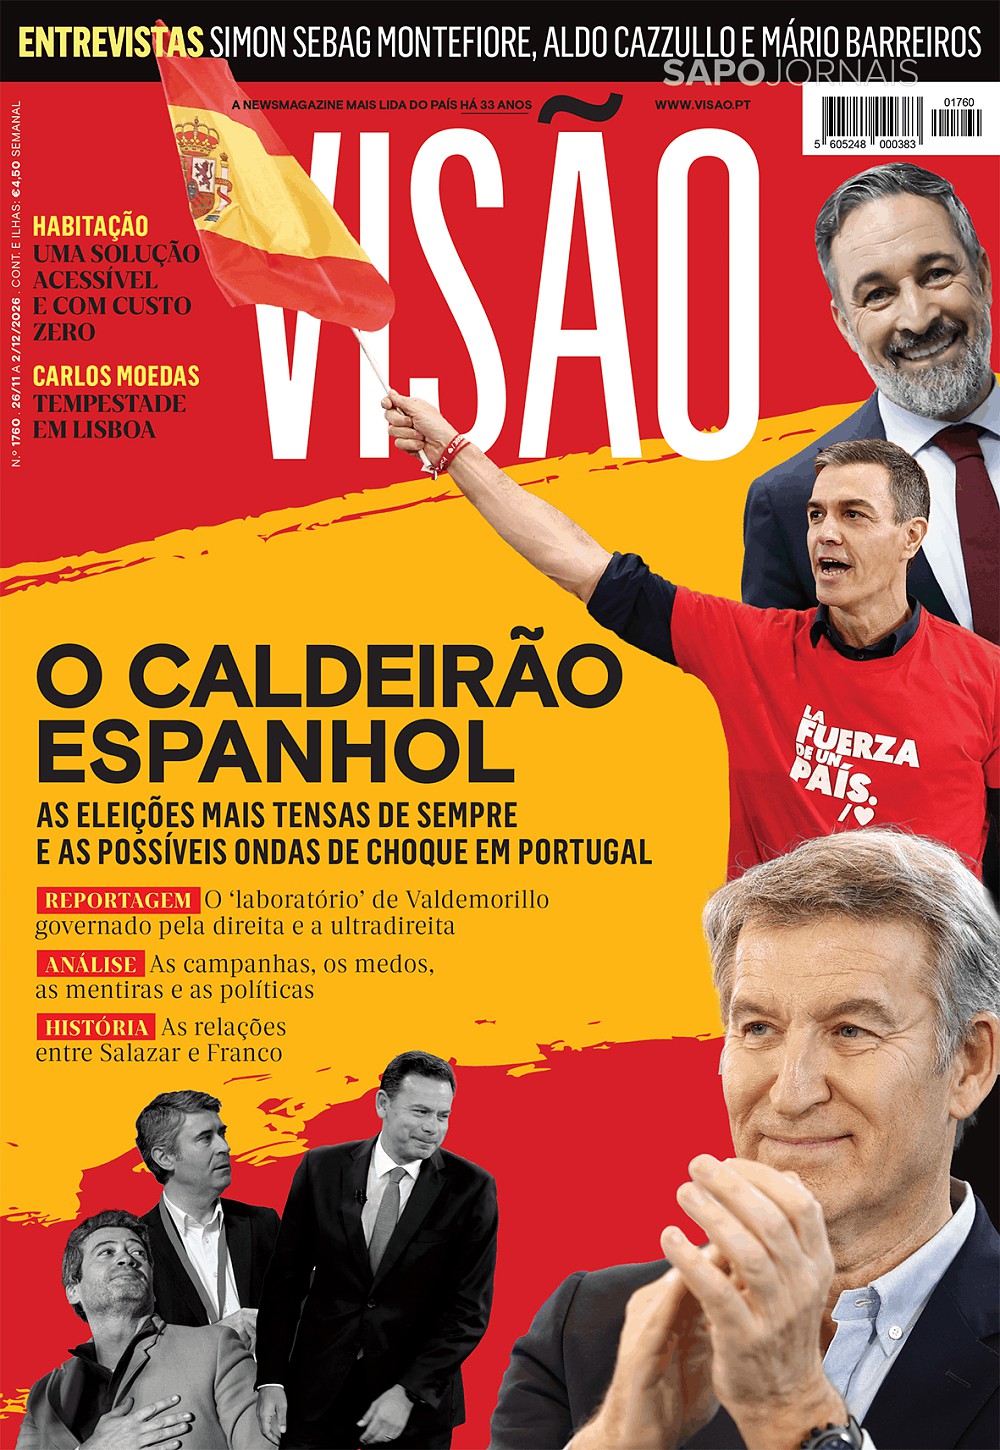 ENTREVISTAS SIMON SEBAG MONTEFIORE, ALDO CAZZULLO E MÁRIO BARREIROS
SAPOJORNAIS
A NEWSMAGAZINE MAIS LIDA DO PAÍS HÁ 33 ANOS
WWW.VISAO.PT
01760
5 605248 000383
VISÃO
N.º 1760 . 26/11 A 2/12/2026 . CONT. E ILHAS: €4,50 SEMANAL
HABITAÇÃO
UMA SOLUÇÃO
ACESSÍVEL
E COM CUSTO
ZERO
CARLOS MOEDAS
TEMPESTADE
EM LISBOA
O CALDEIRÃO
ESPANHOL
AS ELEIÇÕES MAIS TENSAS DE SEMPRE
E AS POSSÍVEIS ONDAS DE CHOQUE EM PORTUGAL
REPORTAGEM O ‘laboratório’ de Valdemorillo
governado pela direita e a ultradireita
ANÁLISE As campanhas, os medos,
as mentiras e as políticas
HISTÓRIA As relações
entre Salazar e Franco
LA
FUERZA
DE UN
PAÍS.